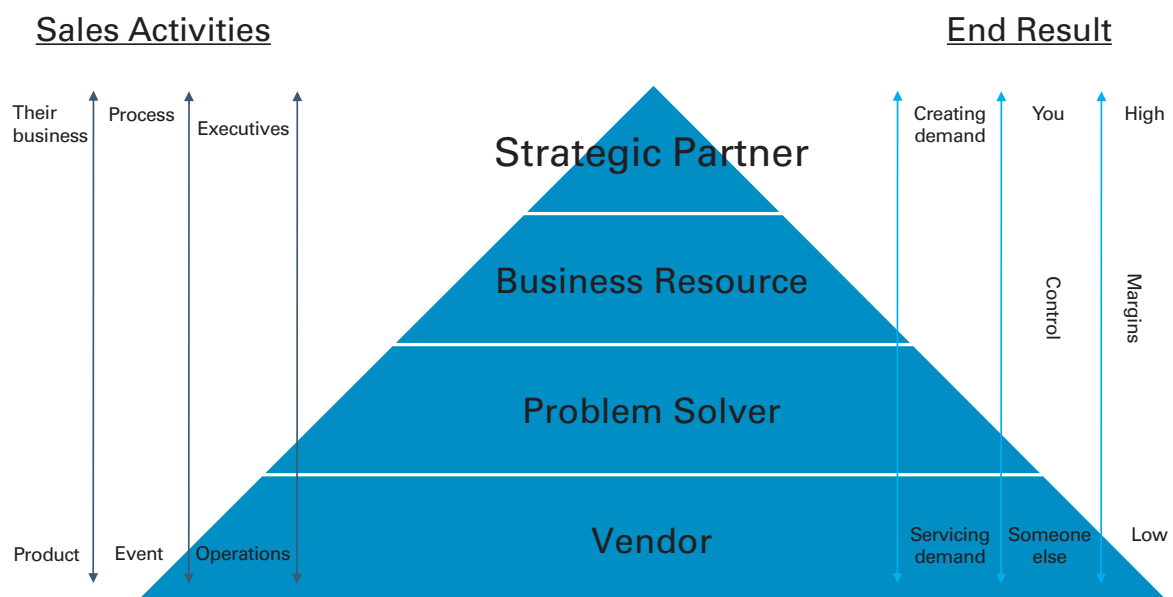 Sales Activities
End Result
Their
business
Process
Executives
Creating
demand
You
High
Strategic Partner
Business Resource
Control
Margins
Problem Solver
Vendor
Product
Event
Operations
Servicing
demand
Someone
else
Low